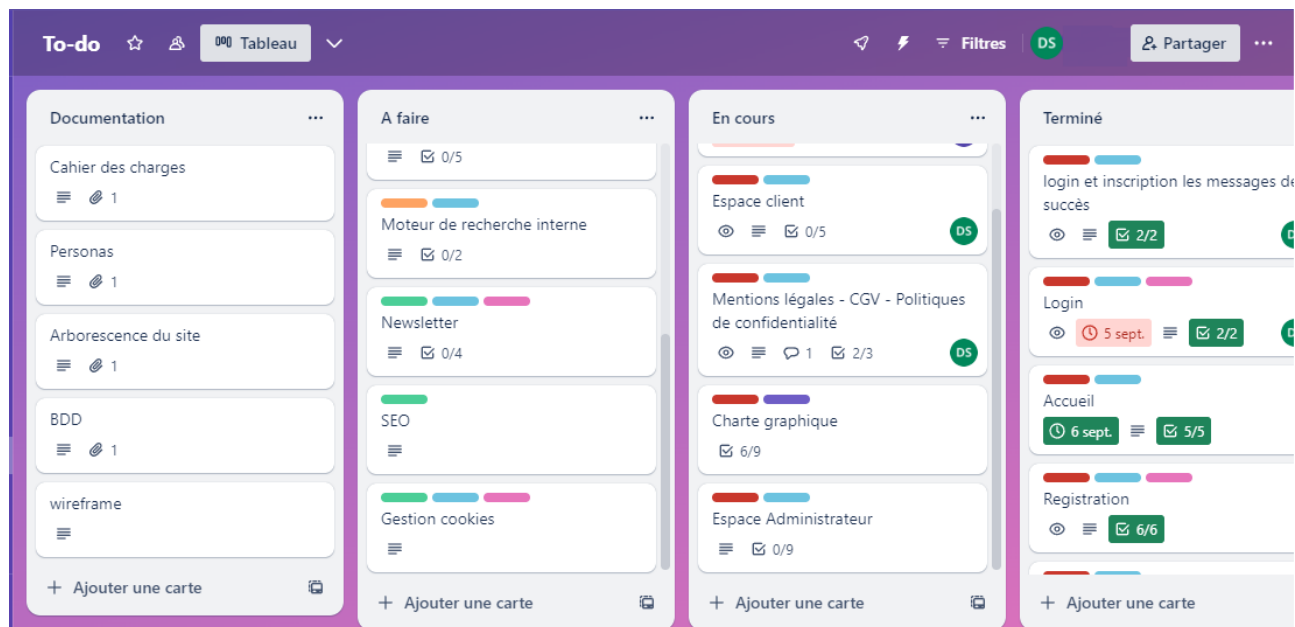 To-do
Tableau
Filtres
DS
Partager
Documentation
Cahier des charges
1
Personas
1
Arborescence du site
1
BDD
1
wireframe
Ajouter une carte
A faire
0/5
Moteur de recherche interne
0/2
Newsletter
0/4
SEO
Gestion cookies
Ajouter une carte
En cours
Espace client
0/5
DS
Mentions légales - CGV - Politiques
de confidentialité
1
2/3
DS
Charte graphique
6/9
Espace Administrateur
0/9
Ajouter une carte
Terminé
login et inscription les messages de
succès
2/2
Login
5 sept.
2/2
Accueil
6 sept.
5/5
Registration
6/6
Ajouter une carte